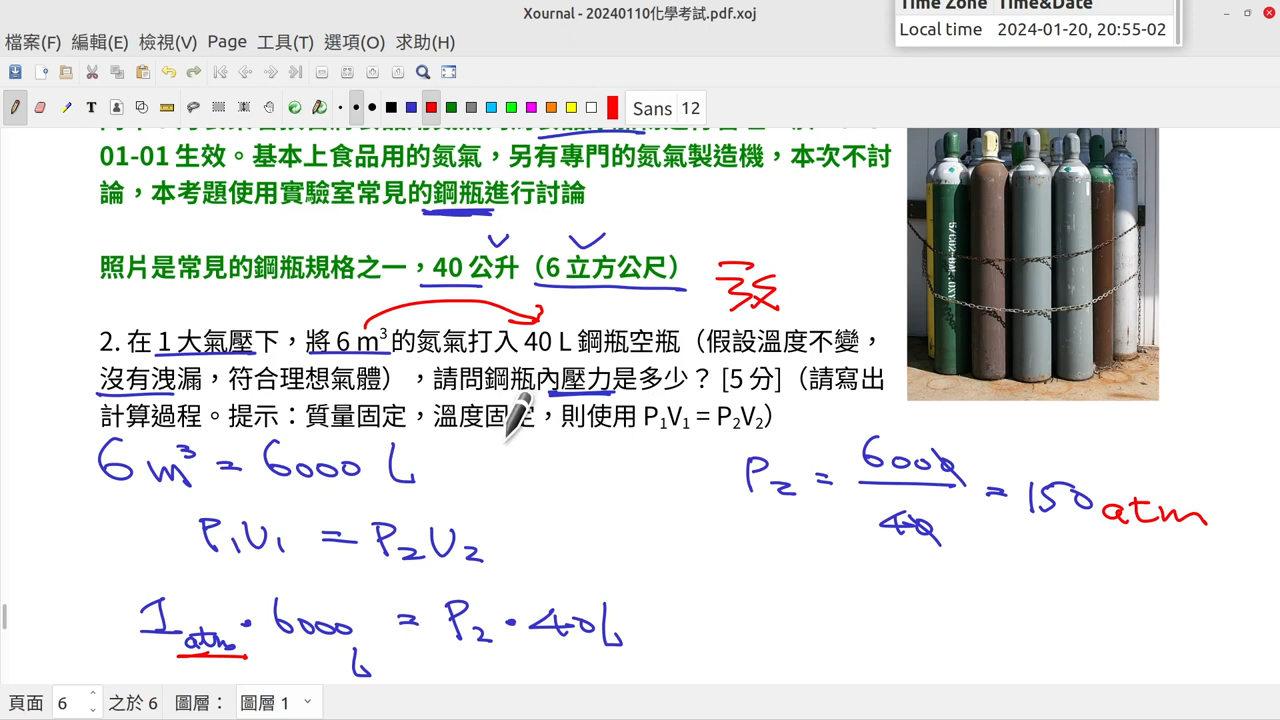 Xournal - 20240110化學考試.pdf.xoj
Time Zone Time&Date
Local time 2024-01-20, 20:55-02
檔案(F) 編輯(E) 檢視(V) Page 工具(T) 選項(O) 求助(H)
Sans 12
01-01 生效。基本上食品用的氮氣,另有專門的氮氣製造機,本次不討
論,本考題使用實驗室常見的鋼瓶進行討論
照片是常見的鋼瓶規格之一,40 公升(6 立方公尺)
2. 在 1 大氣壓下,將 6 m³ 的氮氣打入 40 L 鋼瓶空瓶(假設溫度不變,
沒有洩漏,符合理想氣體),請問鋼瓶內壓力是多少?[5 分](請寫出
計算過程。提示:質量固定,溫度固定,則使用 P₁V₁ = P₂V₂)
6 m³ = 6000 L
P₁V₁ = P₂V₂
1 atm · 6000 L = P₂ · 40L
P₂ = 6000 / 40 = 150 atm
頁面 6 之於 6 圖層: 圖層 1